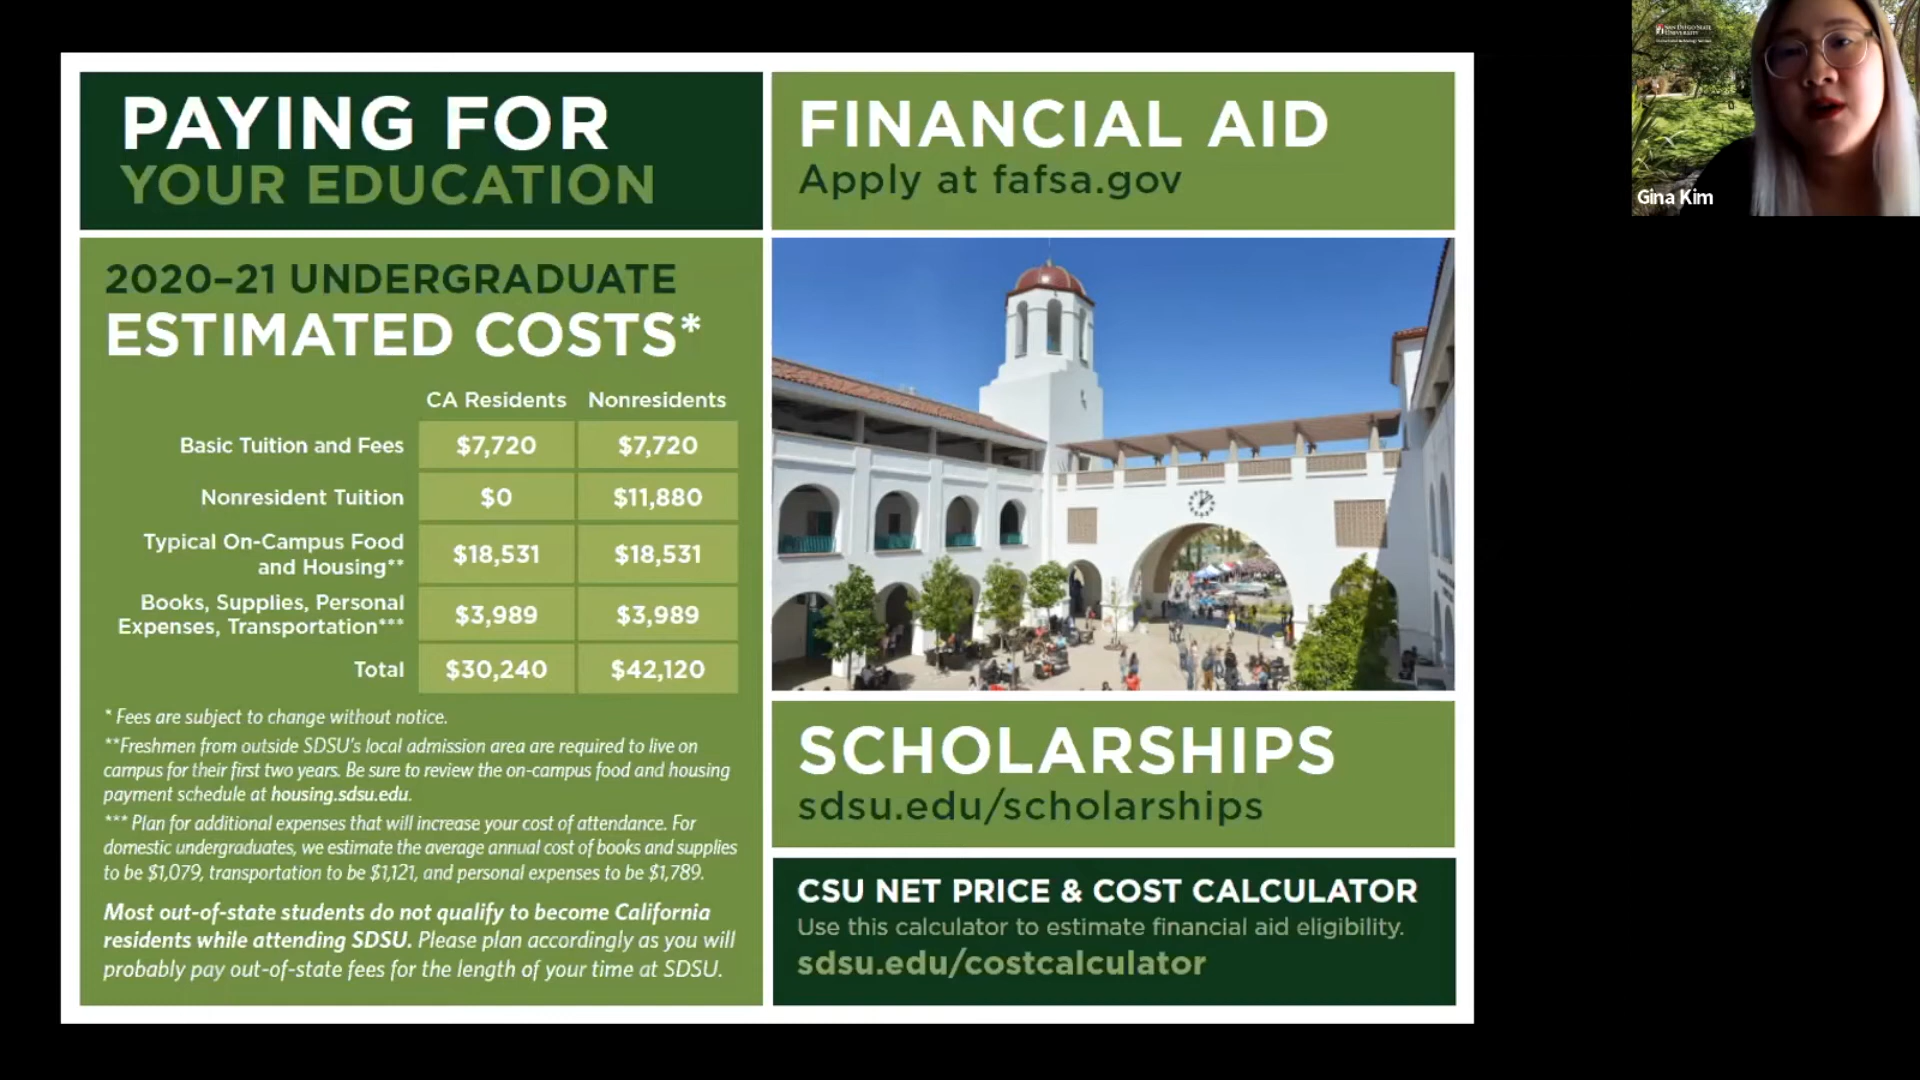 PAYING FOR
YOUR EDUCATION
FINANCIAL AID
Apply at fafsa.gov
2020–21 UNDERGRADUATE
ESTIMATED COSTS*
CA Residents Nonresidents
Basic Tuition and Fees $7,720 $7,720
Nonresident Tuition $0 $11,880
Typical On-Campus Food
and Housing** $18,531 $18,531
Books, Supplies, Personal
Expenses, Transportation*** $3,989 $3,989
Total $30,240 $42,120
* Fees are subject to change without notice.
**Freshmen from outside SDSU's local admission area are required to live on
campus for their first two years. Be sure to review the on-campus food and housing
payment schedule at housing.sdsu.edu.
*** Plan for additional expenses that will increase your cost of attendance. For
domestic undergraduates, we estimate the average annual cost of books and supplies
to be $1,079, transportation to be $1,121, and personal expenses to be $1,789.
Most out-of-state students do not qualify to become California
residents while attending SDSU. Please plan accordingly as you will
probably pay out-of-state fees for the length of your time at SDSU.
SCHOLARSHIPS
sdsu.edu/scholarships
CSU NET PRICE & COST CALCULATOR
Use this calculator to estimate financial aid eligibility.
sdsu.edu/costcalculator
SAN DIEGO STATE
UNIVERSITY
Gina Kim